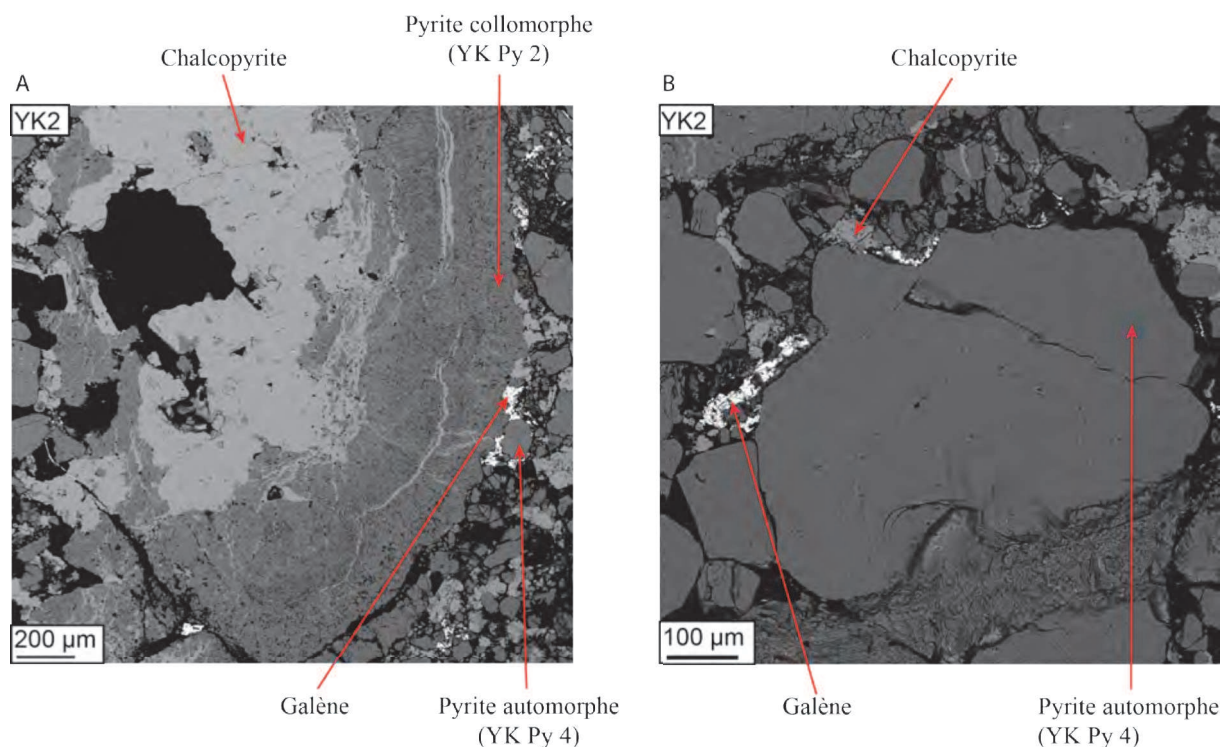 Pyrite collomorphe
(YK Py 2)
Chalcopyrite
A
YK2
200 µm
Galène
Pyrite automorphe
(YK Py 4)
Chalcopyrite
B
YK2
100 µm
Galène
Pyrite automorphe
(YK Py 4)